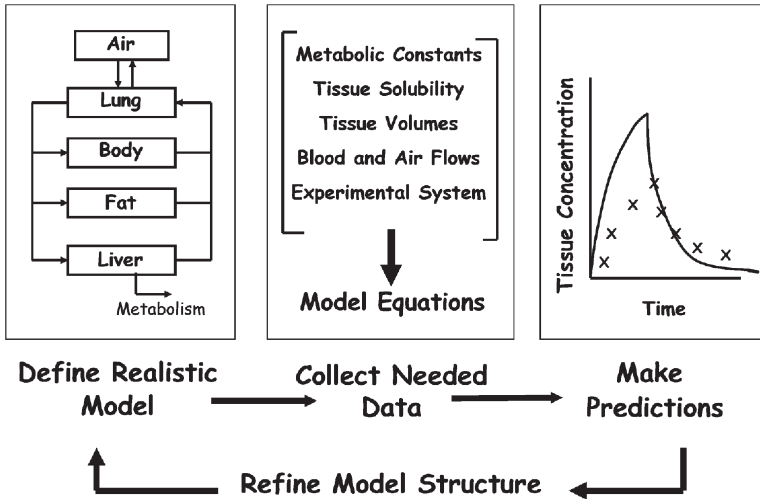 Air
Lung
Body
Fat
Liver
Metabolism
Metabolic Constants
Tissue Solubility
Tissue Volumes
Blood and Air Flows
Experimental System
Model Equations
Tissue Concentration
x
x
x
x
x
x
x
x
Time
Define Realistic
Model
Collect Needed
Data
Make
Predictions
Refine Model Structure